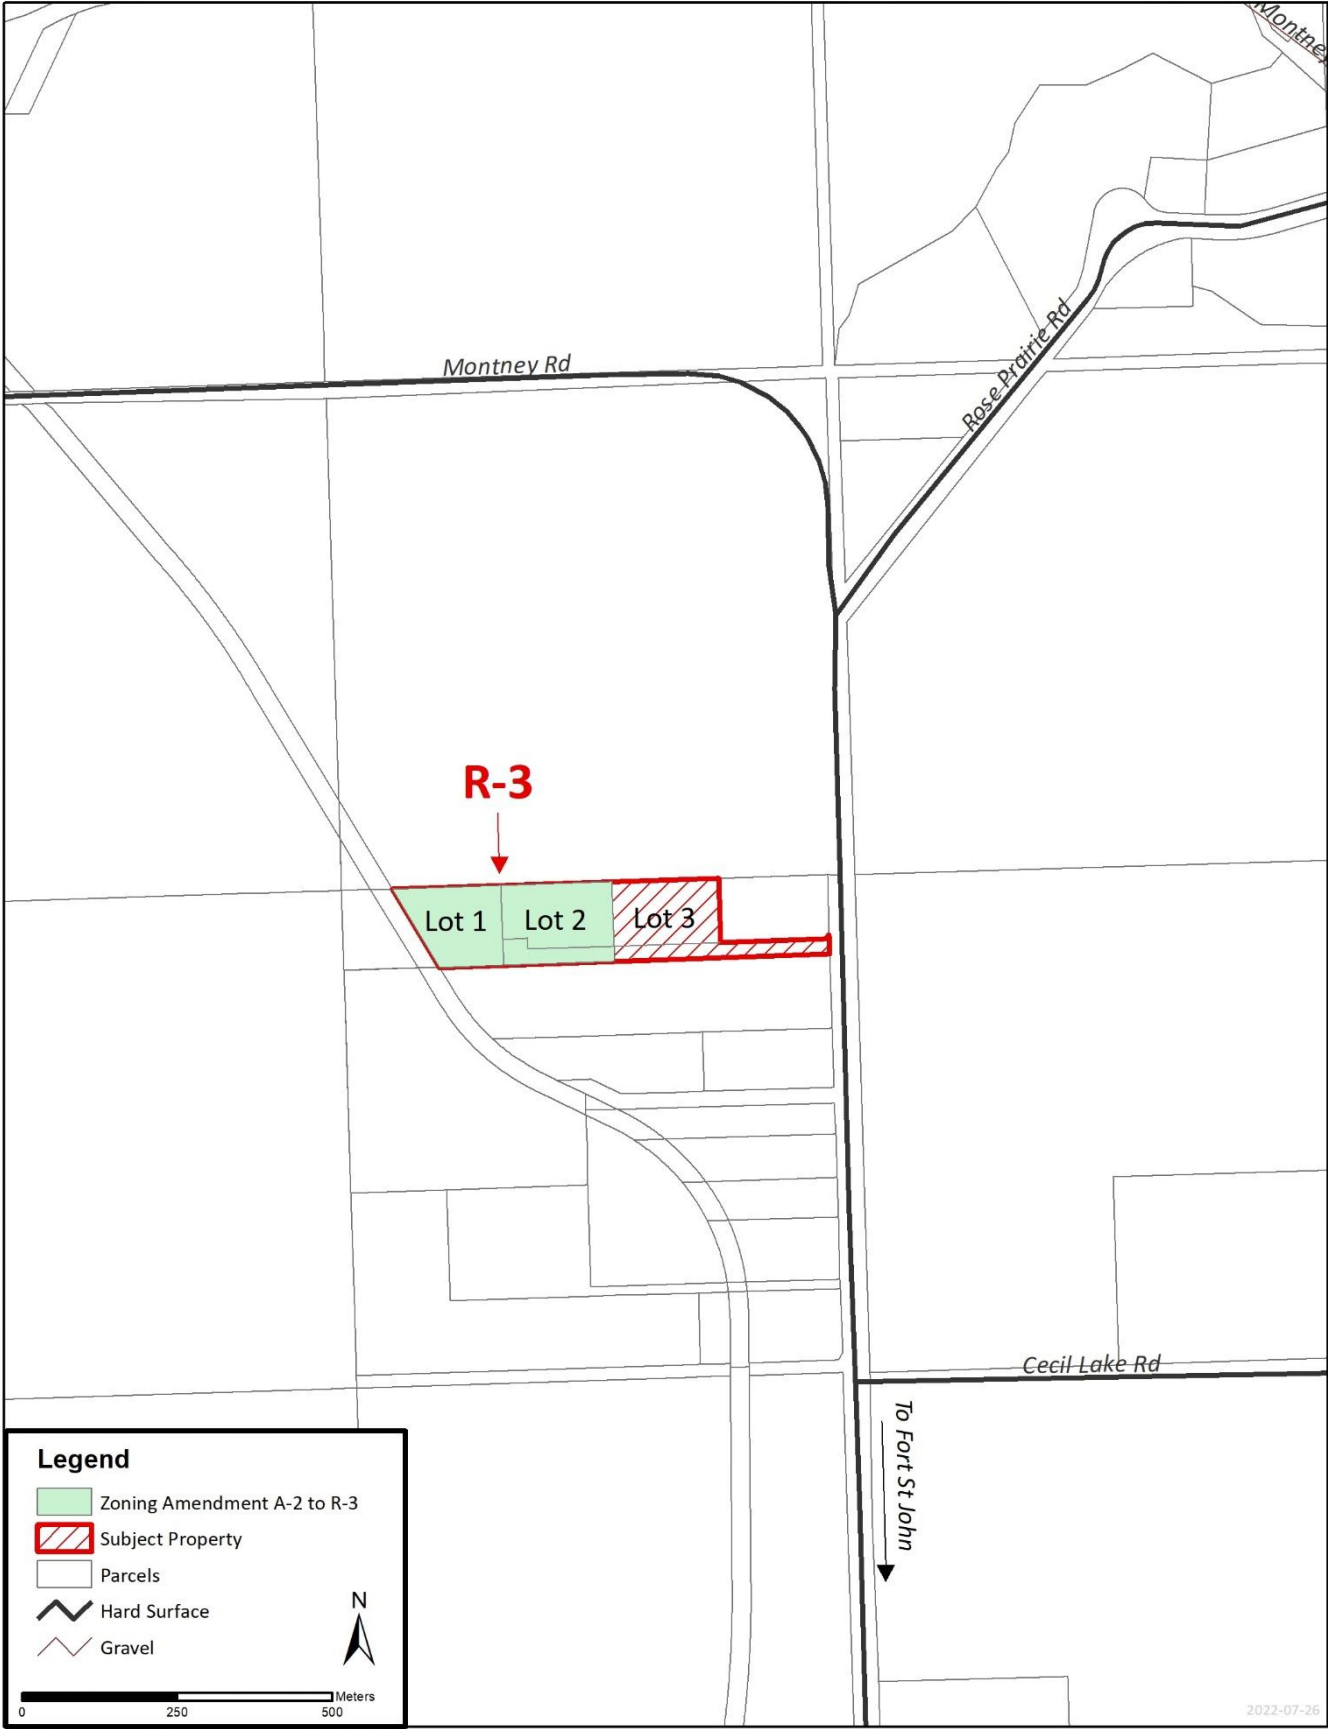 Montney
Montney Rd
Rose Prairie Rd
R-3
Lot 1
Lot 2
Lot 3
Cecil Lake Rd
To Fort St John
Legend
Zoning Amendment A-2 to R-3
Subject Property
Parcels
Hard Surface
Gravel
N
Meters
0 250 500
2022-07-26